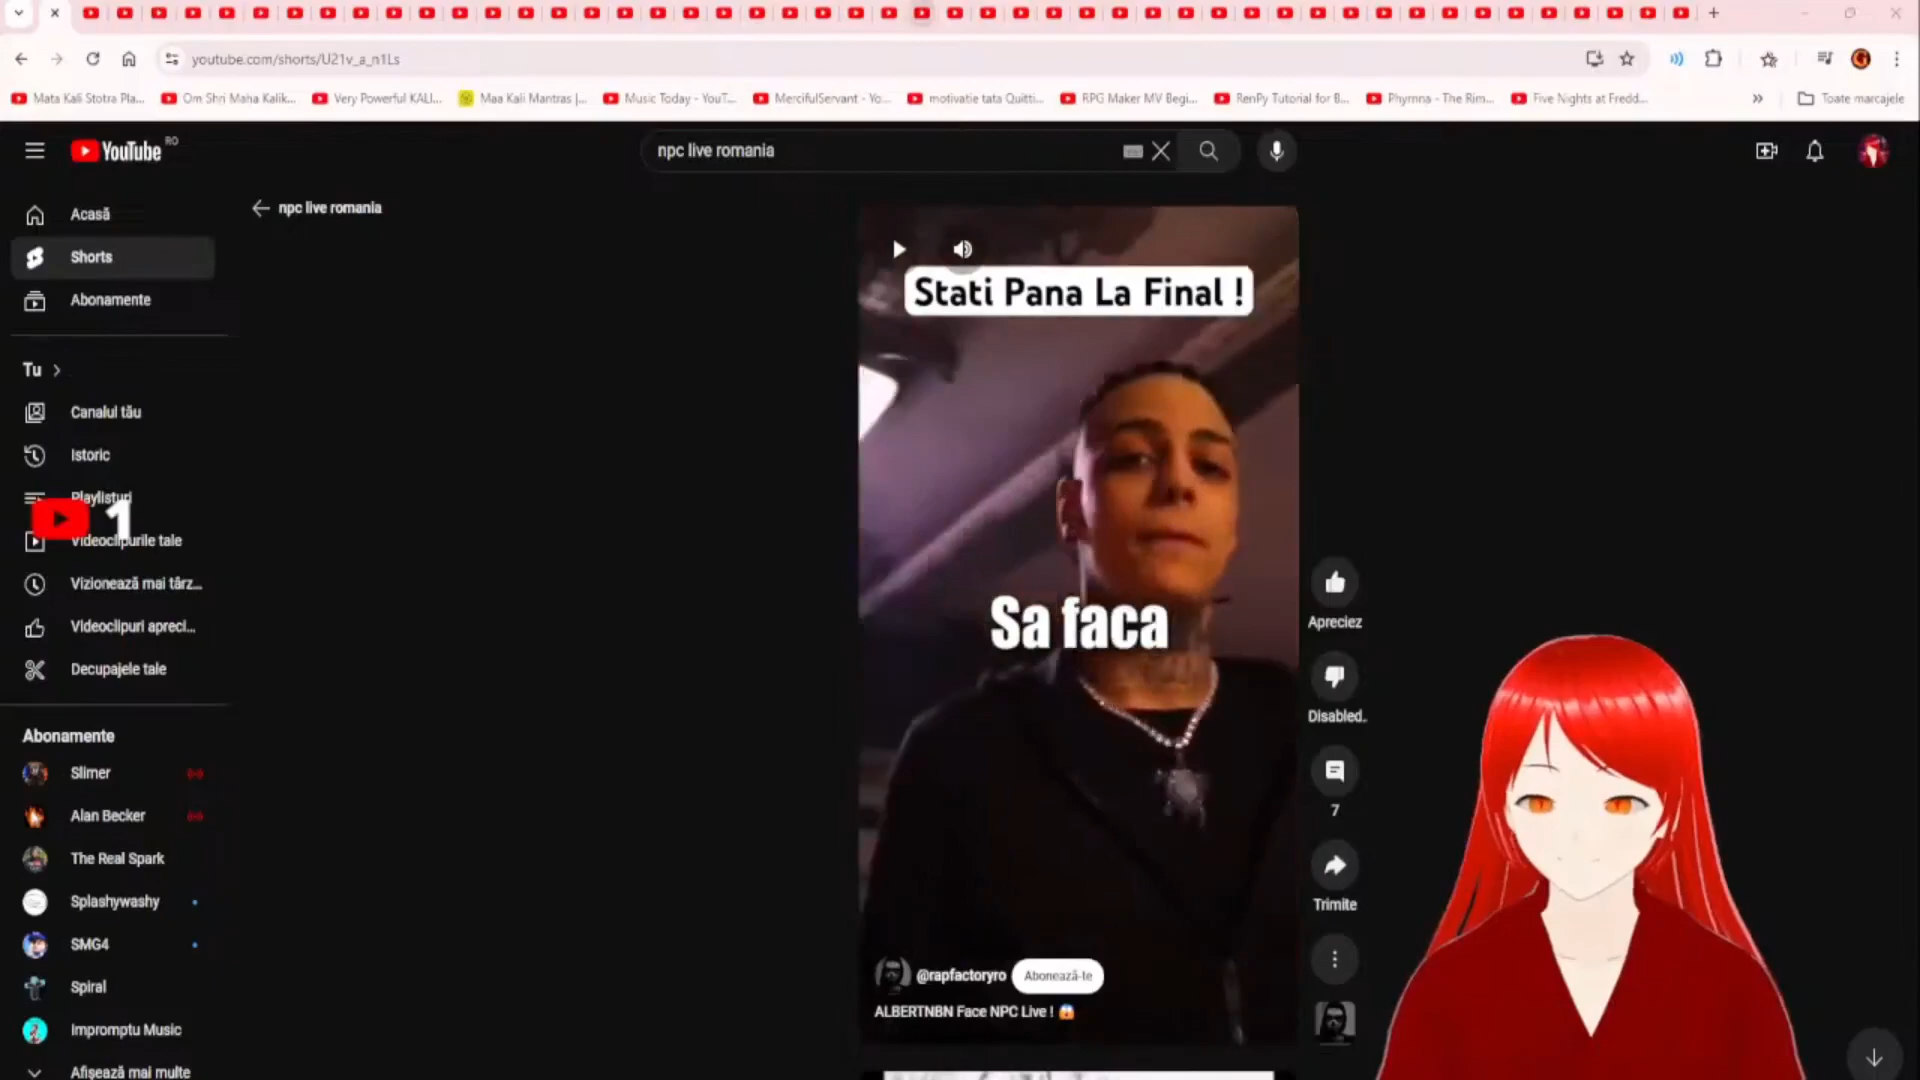 youtube.com/shorts/U21v_a_n1Ls
Mata Kali Stotra Pla...
Om Shri Maha Kalik...
Very Powerful KALI...
Maa Kali Mantras |...
Music Today - YouT...
MercifulServant - Yo...
motivatie tata Quitti...
RPG Maker MV Begi...
RenPy Tutorial for B...
Phymna - The Rim...
Five Nights at Fredd...
Toate marcajele
YouTube RO
npc live romania
Acasă
npc live romania
Shorts
Abonamente
Tu
Canalul tău
Istoric
Playlisturi
1
Videoclipurile tale
Vizionează mai târz...
Videoclipuri apreci...
Decupajele tale
Abonamente
Slimer
Alan Becker
The Real Spark
Splashywashy
SMG4
Spiral
Impromptu Music
Afișează mai multe
Stati Pana La Final !
Sa faca
@rapfactoryro
Abonează-te
ALBERTNBN Face NPC Live !
Apreciez
Disabled.
7
Trimite